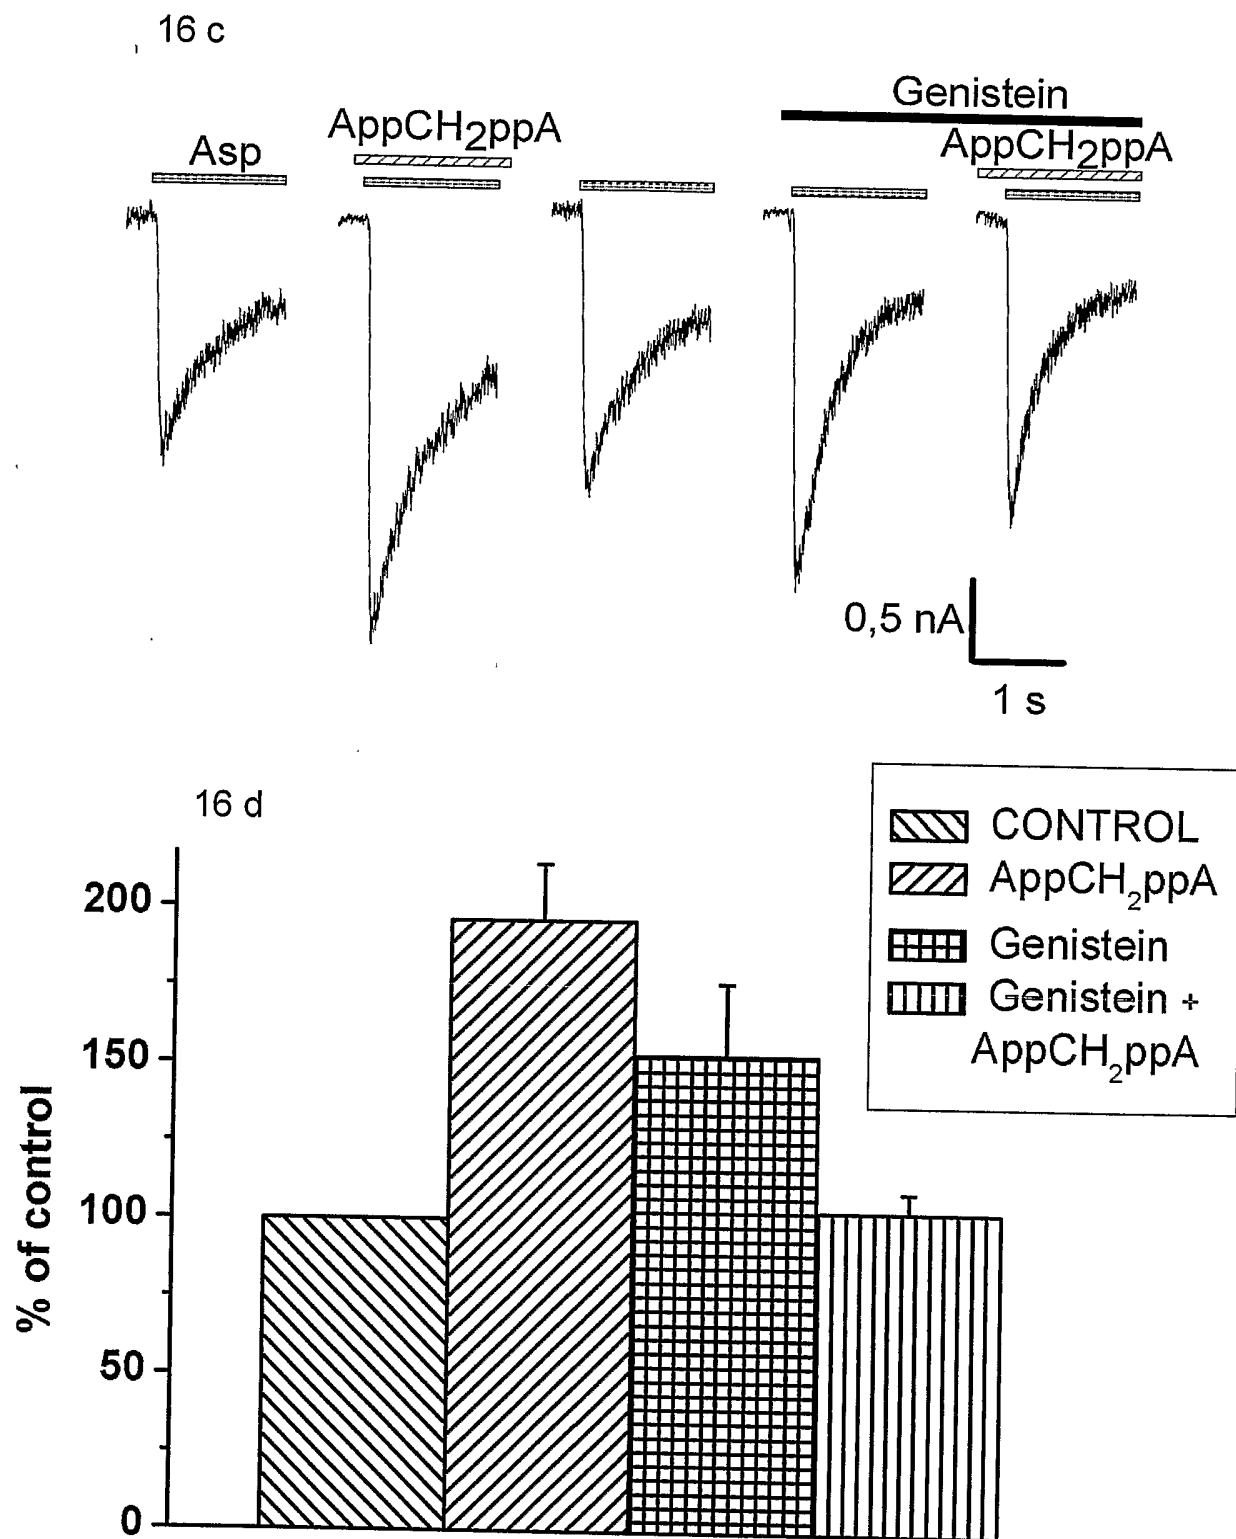 16 c
Genistein
AppCH2ppA
Asp
AppCH2ppA
0,5 nA
1 s
16 d
CONTROL
AppCH2ppA
Genistein
Genistein +
AppCH2ppA
200
150
100
50
0
% of control